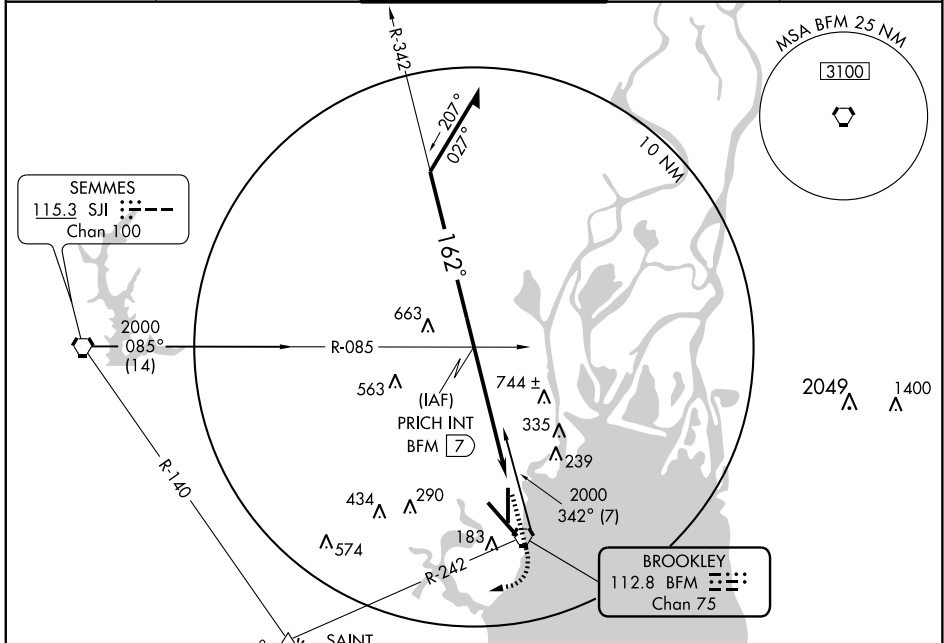 R-342
MSA BFM 25 NM
3100
207°
027°
10 NM
SEMMES
115.3 SJI
Chan 100
162°
663
2000
085°
(14)
R-085
563
(IAF)
PRICH INT
BFM 7
744 ±
335
239
2049
1400
R-140
434
290
574
183
2000
342° (7)
R-242
BROOKLEY
112.8 BFM
Chan 75
SAINT